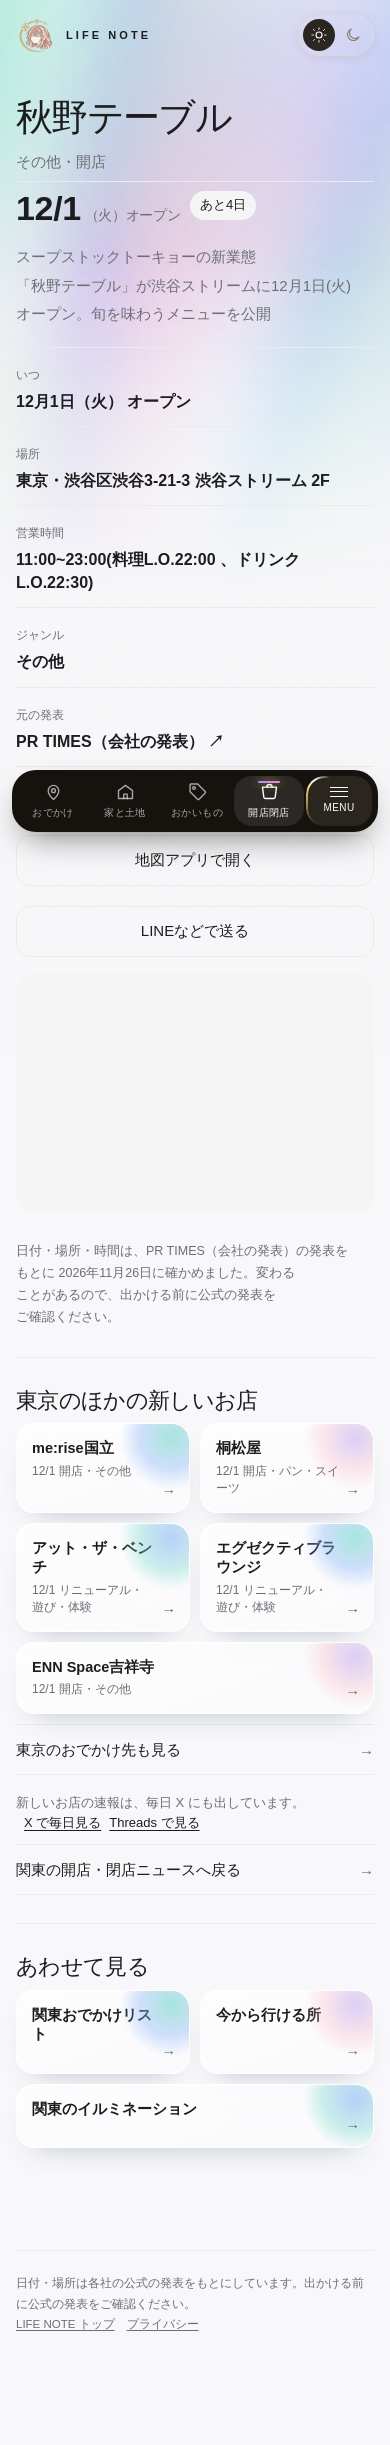 LIFE NOTE
秋野テーブル
その他・開店
12/1（火）オープン あと4日
スープストックトーキョーの新業態
「秋野テーブル」が渋谷ストリームに12月1日(火)
オープン。旬を味わうメニューを公開
いつ
12月1日（火） オープン
場所
東京・渋谷区渋谷3-21-3 渋谷ストリーム 2F
営業時間
11:00~23:00(料理L.O.22:00 、ドリンク
L.O.22:30)
ジャンル
その他
元の発表
PR TIMES（会社の発表） ↗
おでかけ 家と土地 おかいもの 開店閉店 MENU
地図アプリで開く
LINEなどで送る
日付・場所・時間は、PR TIMES（会社の発表）の発表を
もとに 2026年11月26日に確かめました。変わる
ことがあるので、出かける前に公式の発表を
ご確認ください。
東京のほかの新しいお店
me:rise国立
12/1 開店・その他
→
桐松屋
12/1 開店・パン・スイ
ーツ
→
アット・ザ・ベン
チ
12/1 リニューアル・
遊び・体験
→
エグゼクティブラ
ウンジ
12/1 リニューアル・
遊び・体験
→
ENN Space吉祥寺
12/1 開店・その他
→
東京のおでかけ先も見る →
新しいお店の速報は、毎日 X にも出しています。
X で毎日見る Threads で見る
関東の開店・閉店ニュースへ戻る →
あわせて見る
関東おでかけリス
ト
→
今から行ける所
→
関東のイルミネーション
→
日付・場所は各社の公式の発表をもとにしています。出かける前
に公式の発表をご確認ください。
LIFE NOTE トップ プライバシー